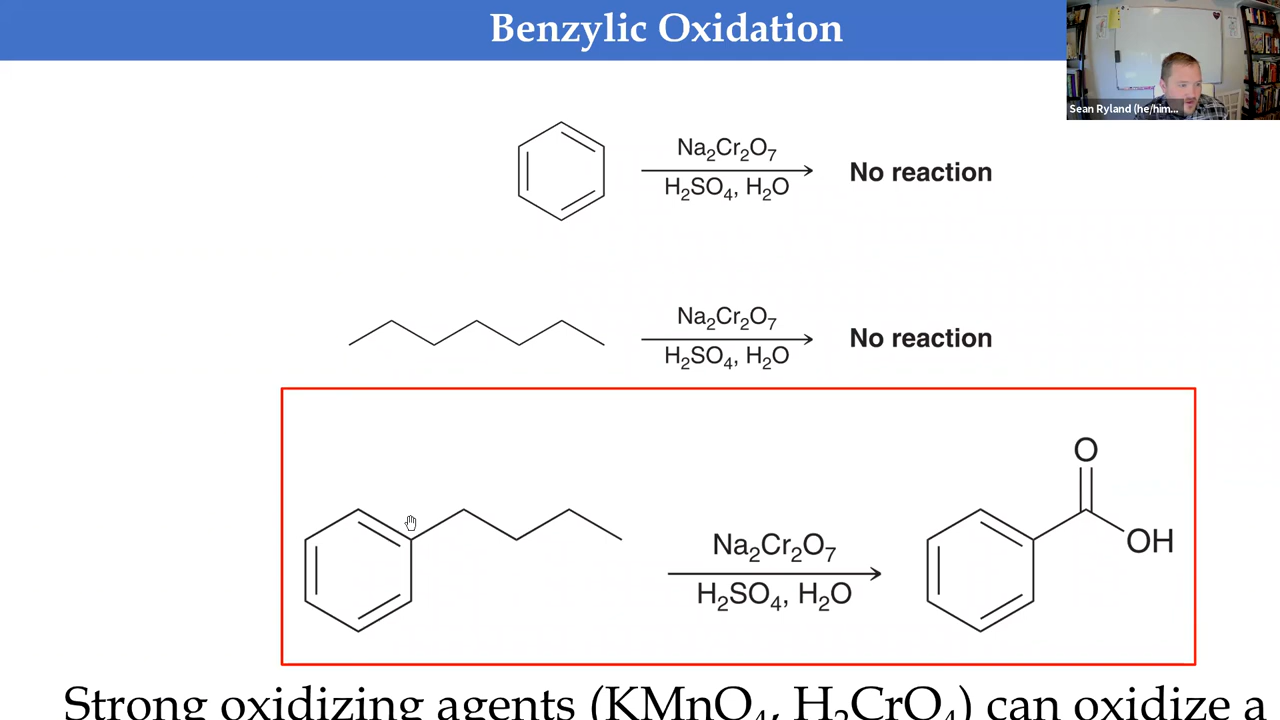 Benzylic Oxidation
Sean Ryland (he/him...
Na₂Cr₂O₇
H₂SO₄, H₂O
No reaction
Na₂Cr₂O₇
H₂SO₄, H₂O
No reaction
O
OH
Na₂Cr₂O₇
H₂SO₄, H₂O
Strong oxidizing agents (KMnO₄, H₂CrO₄) can oxidize a